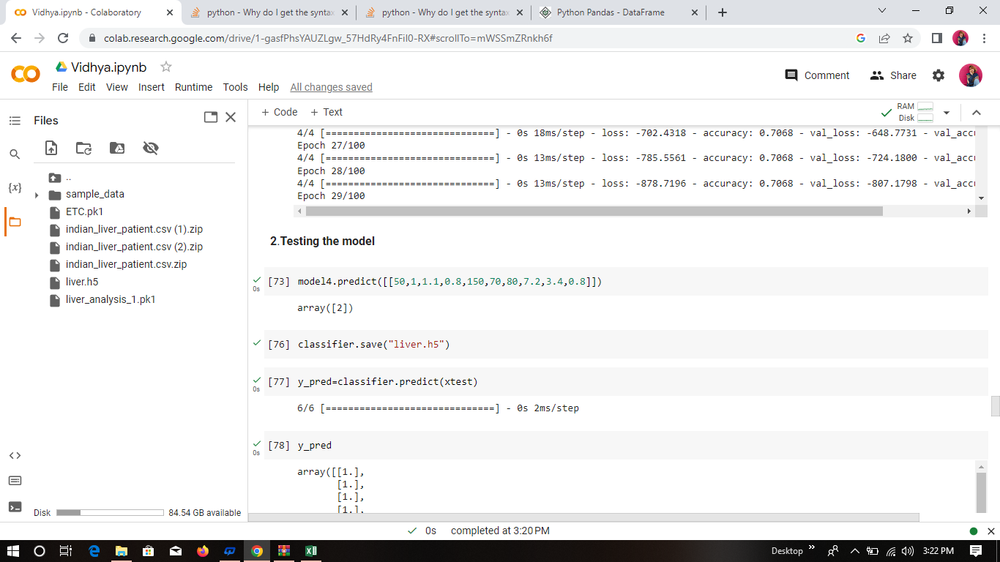 Vidhya.ipynb - Colaboratory
python - Why do I get the syntax
python - Why do I get the syntax
Python Pandas - DataFrame
colab.research.google.com/drive/1-gasfPhsYAUZLgw_57HdRy4FnFiI0-RX#scrollTo=mWSSmZRnkh6f
Vidhya.ipynb
Comment
Share
File Edit View Insert Runtime Tools Help All changes saved
Files
+ Code + Text
RAM
Disk
..
sample_data
ETC.pk1
indian_liver_patient.csv (1).zip
indian_liver_patient.csv (2).zip
indian_liver_patient.csv.zip
liver.h5
liver_analysis_1.pk1
{x}
<>
Disk 84.54 GB available
4/4 [==============================] - 0s 18ms/step - loss: -702.4318 - accuracy: 0.7068 - val_loss: -648.7731 - val_accu
Epoch 27/100
4/4 [==============================] - 0s 13ms/step - loss: -785.5561 - accuracy: 0.7068 - val_loss: -724.1800 - val_accu
Epoch 28/100
4/4 [==============================] - 0s 13ms/step - loss: -878.7196 - accuracy: 0.7068 - val_loss: -807.1798 - val_accu
Epoch 29/100
2.Testing the model
[73] model4.predict([[50,1,1.1,0.8,150,70,80,7.2,3.4,0.8]])
0s
array([2])
[76] classifier.save("liver.h5")
[77] y_pred=classifier.predict(xtest)
0s
6/6 [==============================] - 0s 2ms/step
[78] y_pred
0s
array([[1.],
[1.],
[1.],
[1.],
0s completed at 3:20 PM
Desktop
3:22 PM